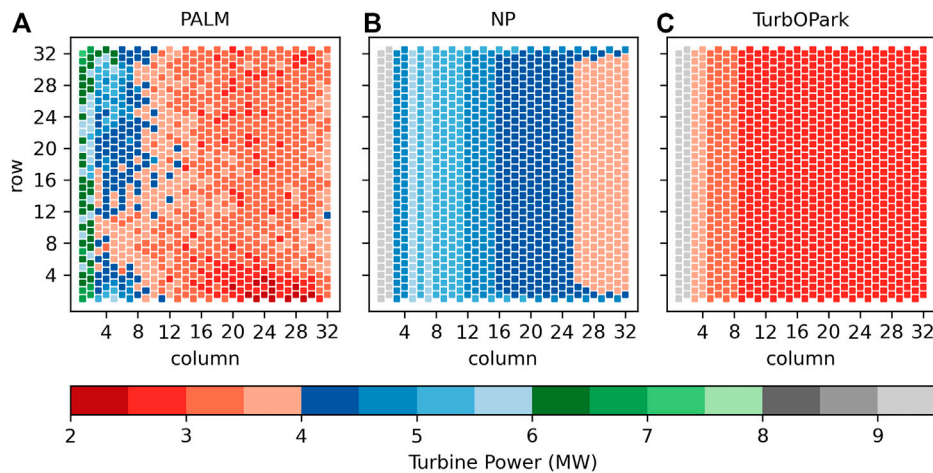 A PALM B NP C TurbOPark
32
28
24
20
16
12
8
4
row
4 8 12 16 20 24 28 32 4 8 12 16 20 24 28 32 4 8 12 16 20 24 28 32
column column column
2 3 4 5 6 7 8 9
Turbine Power (MW)